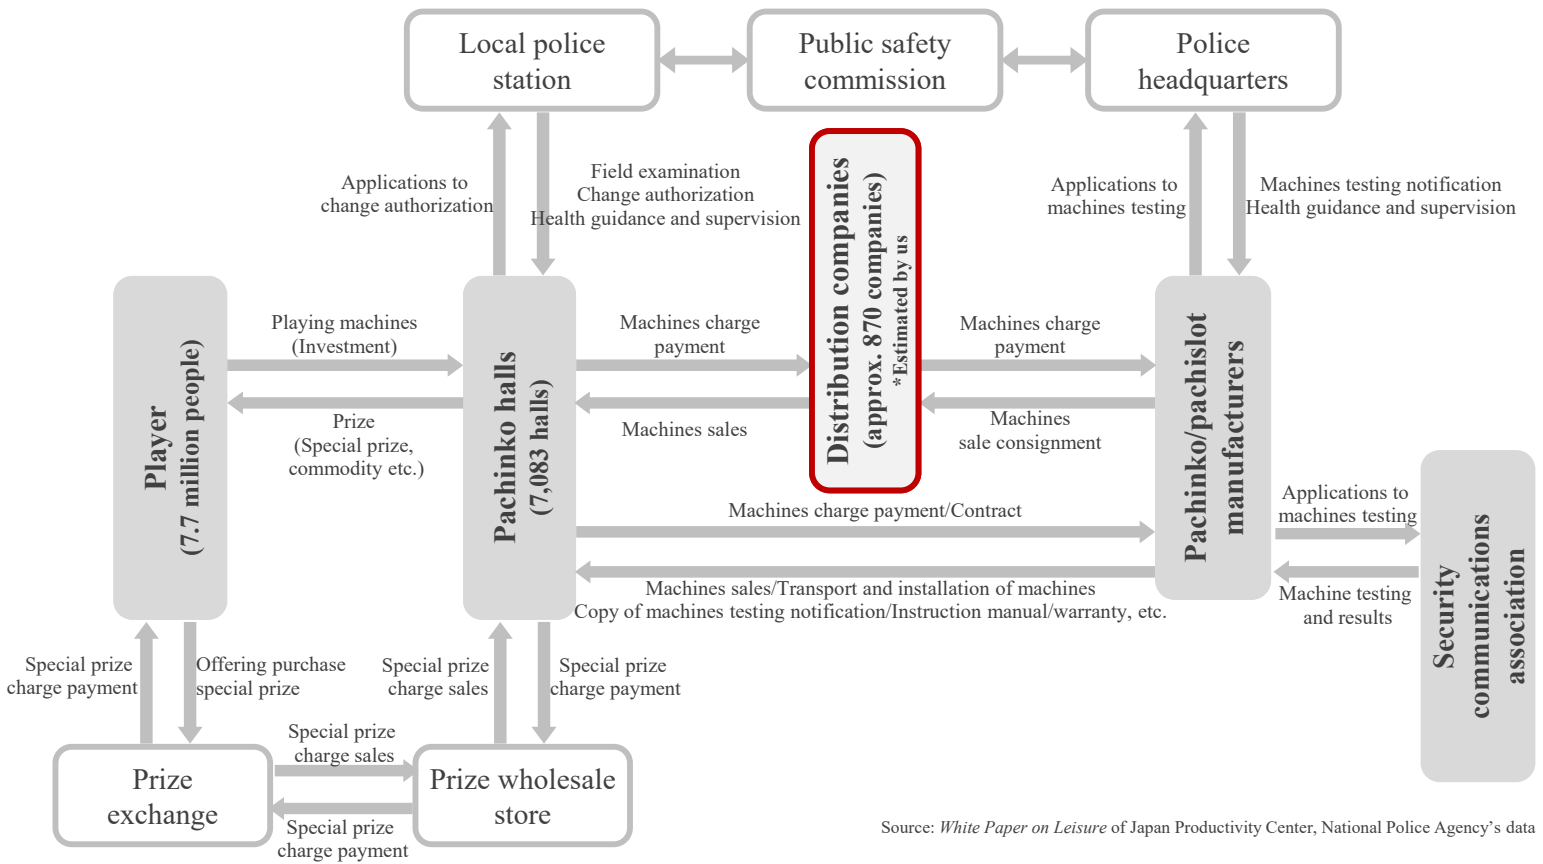 Local police
station
Public safety
commission
Police
headquarters
Applications to
change authorization
Field examination
Change authorization
Health guidance and supervision
Distribution companies
(approx. 870 companies)
*Estimated by us
Applications to
machines testing
Machines testing notification
Health guidance and supervision
Player
(7.7 million people)
Playing machines
(Investment)
Prize
(Special prize,
commodity etc.)
Pachinko halls
(7,083 halls)
Machines charge
payment
Machines sales
Machines charge
payment
Machines
sale consignment
Pachinko/pachislot
manufacturers
Machines charge payment/Contract
Machines sales/Transport and installation of machines
Copy of machines testing notification/Instruction manual/warranty, etc.
Applications to
machines testing
Machine testing
and results
Security
communications
association
Special prize
charge payment
Offering purchase
special prize
Special prize
charge sales
Special prize
charge payment
Special prize
charge sales
Prize
exchange
Prize wholesale
store
Special prize
charge payment
Source: White Paper on Leisure of Japan Productivity Center, National Police Agency’s data